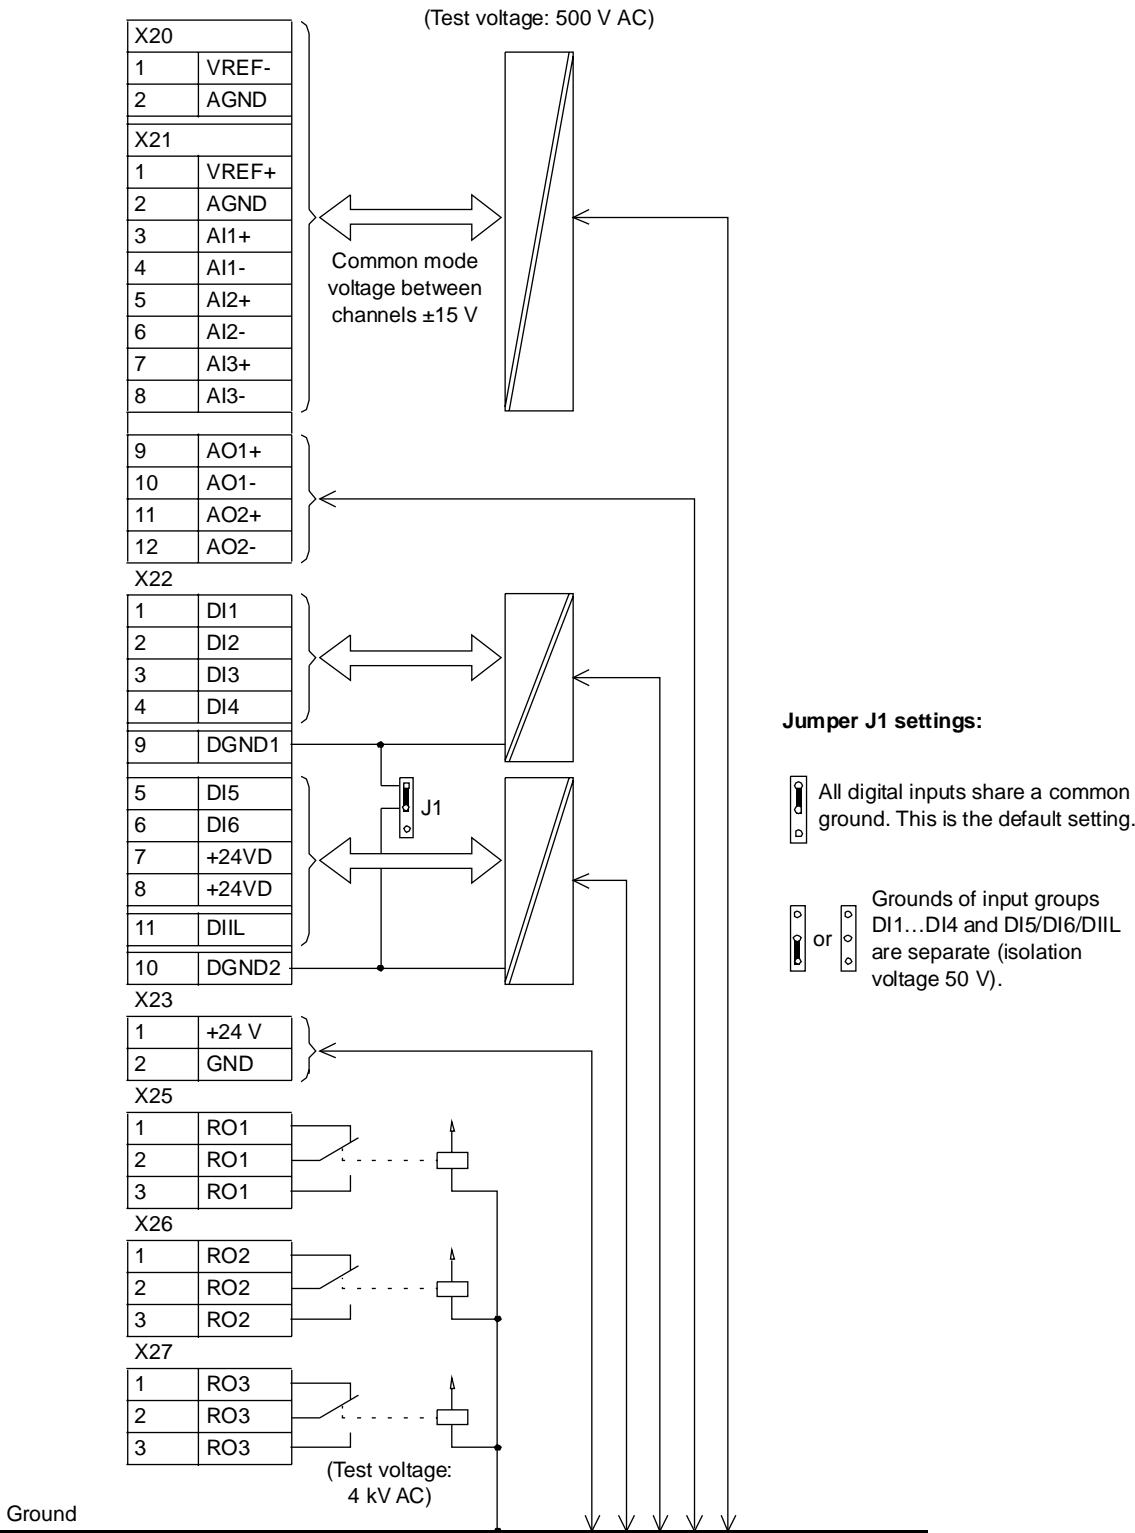 (Test voltage: 500 V AC)
X20
1 VREF-
2 AGND
X21
1 VREF+
2 AGND
3 AI1+
4 AI1-
5 AI2+
6 AI2-
7 AI3+
8 AI3-
Common mode
voltage between
channels ±15 V
9 AO1+
10 AO1-
11 AO2+
12 AO2-
X22
1 DI1
2 DI2
3 DI3
4 DI4
9 DGND1
5 DI5
6 DI6
7 +24VD
8 +24VD
11 DIIL
10 DGND2
J1
Jumper J1 settings:
All digital inputs share a common
ground. This is the default setting.
or
Grounds of input groups
DI1…DI4 and DI5/DI6/DIIL
are separate (isolation
voltage 50 V).
X23
1 +24 V
2 GND
X25
1 RO1
2 RO1
3 RO1
X26
1 RO2
2 RO2
3 RO2
X27
1 RO3
2 RO3
3 RO3
(Test voltage:
4 kV AC)
Ground